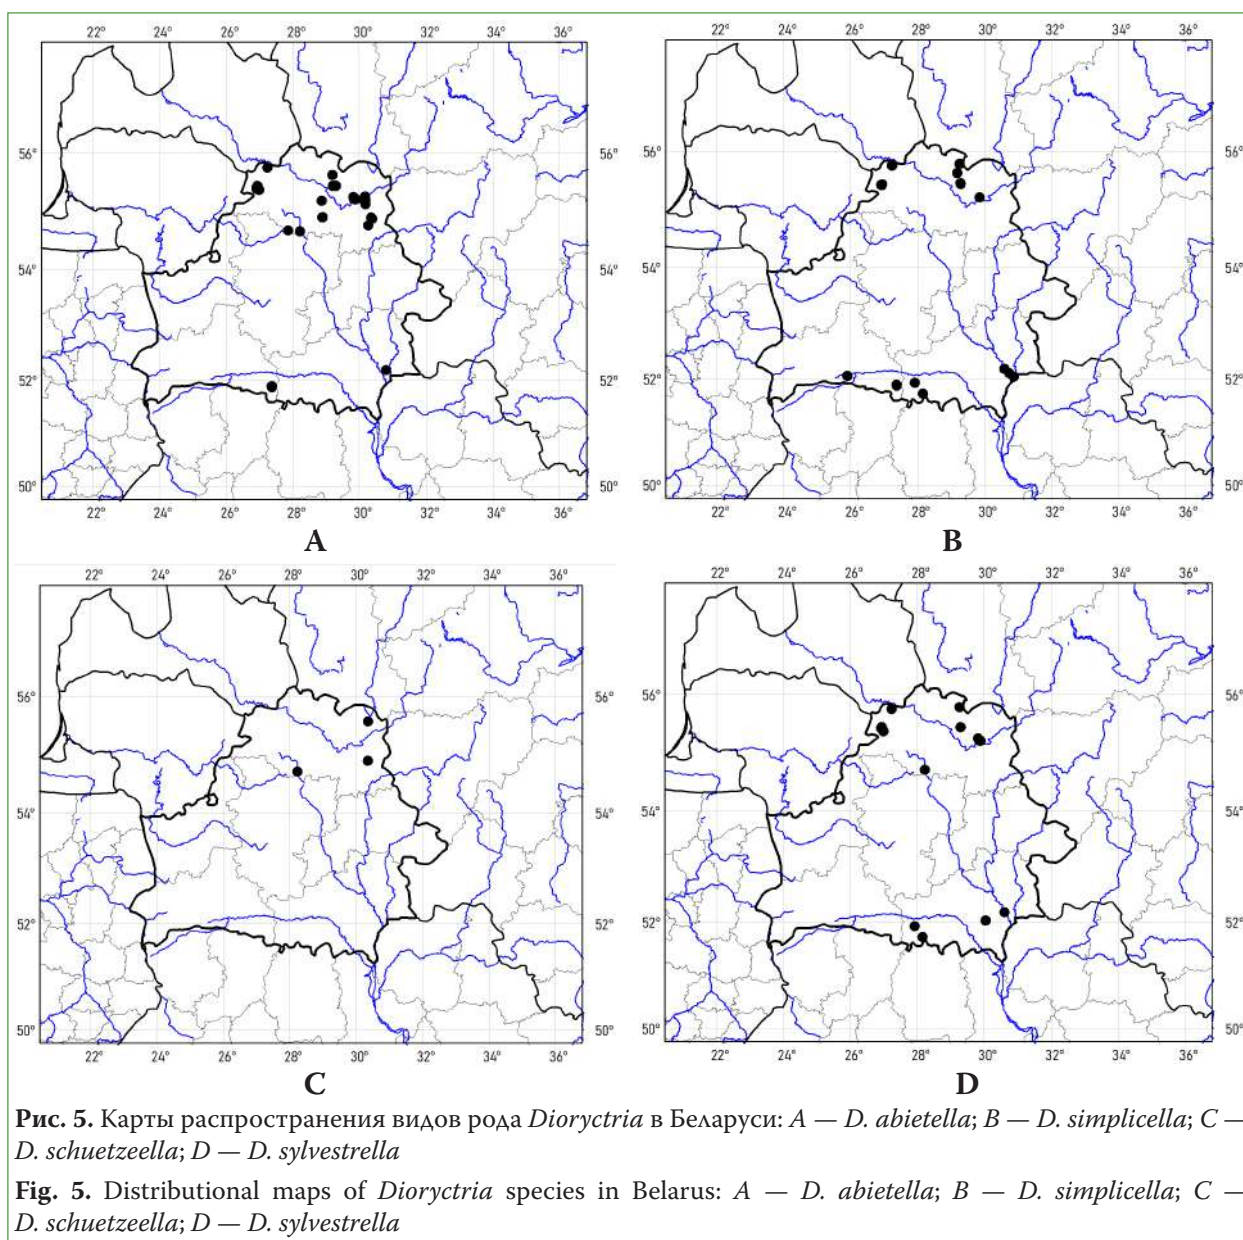 22° 24° 26° 28° 30° 32° 34° 36°
56° 56°
54° 54°
52° 52°
50° 50°
22° 24° 26° 28° 30° 32° 34° 36°
A
22° 24° 26° 28° 30° 32° 34° 36°
56° 56°
54° 54°
52° 52°
50° 50°
22° 24° 26° 28° 30° 32° 34° 36°
B
22° 24° 26° 28° 30° 32° 34° 36°
56°
54°
52°
50°
22° 24° 26° 28° 30° 32° 34° 36°
C
22° 24° 26° 28° 30° 32° 34° 36°
56° 56°
54° 54°
52° 52°
50° 50°
22° 24° 26° 28° 30° 32° 34° 36°
D
Рис. 5. Карты распространения видов рода Dioryctria в Беларуси: A — D. abietella; B — D. simplicella; C —
D. schuetzeella; D — D. sylvestrella
Fig. 5. Distributional maps of Dioryctria species in Belarus: A — D. abietella; B — D. simplicella; C —
D. schuetzeella; D — D. sylvestrella